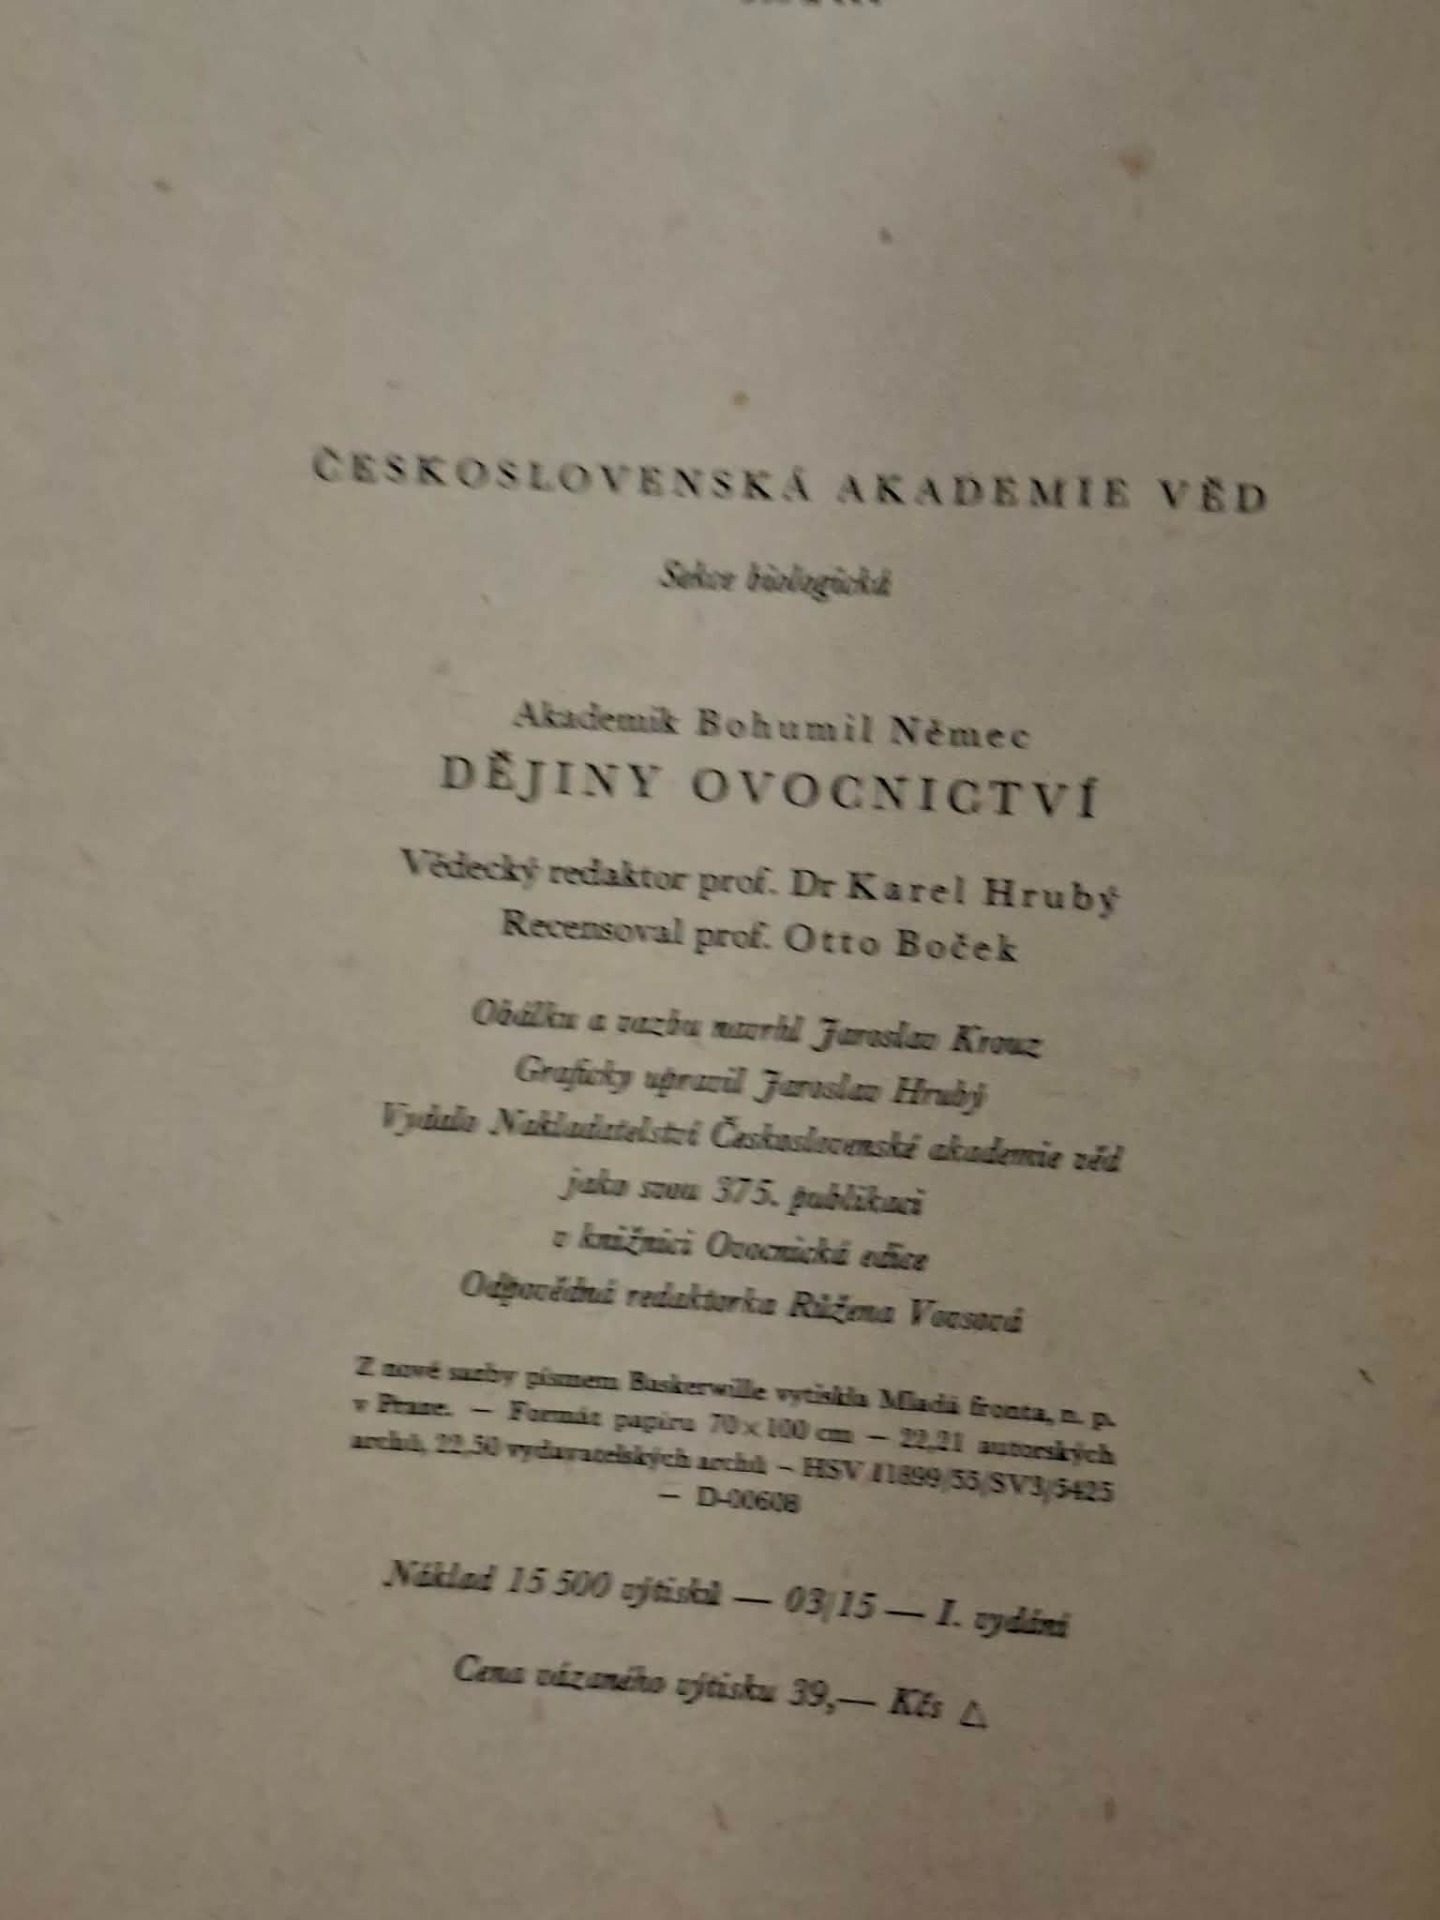 ČESKOSLOVENSKÁ AKADEMIE VĚD
Sekce biologická
Akademik Bohumil Němec
DĚJINY OVOCNICTVÍ
Vědecký redaktor prof. Dr Karel Hrubý
Recensoval prof. Otto Boček
Obálku a vazbu navrhl Jaroslav Krouz
Graficky upravil Jaroslav Hrubý
Vydalo Nakladatelství Československé akademie věd
jako svou 375. publikaci
v knižnici Ovocnická edice
Odpovědná redaktorka Růžena Vovsová
Z nové sazby písmem Baskerwille vytiskla Mladá fronta, n. p.
v Praze. — Formát papíru 70×100 cm — 22,21 autorských
archů, 22,50 vydavatelských archů – HSV 11899/55/SV3/5425
— D-00608
Náklad 15 500 výtisků — 03/15 — I. vydání
Cena vázaného výtisku 39,— Kčs △